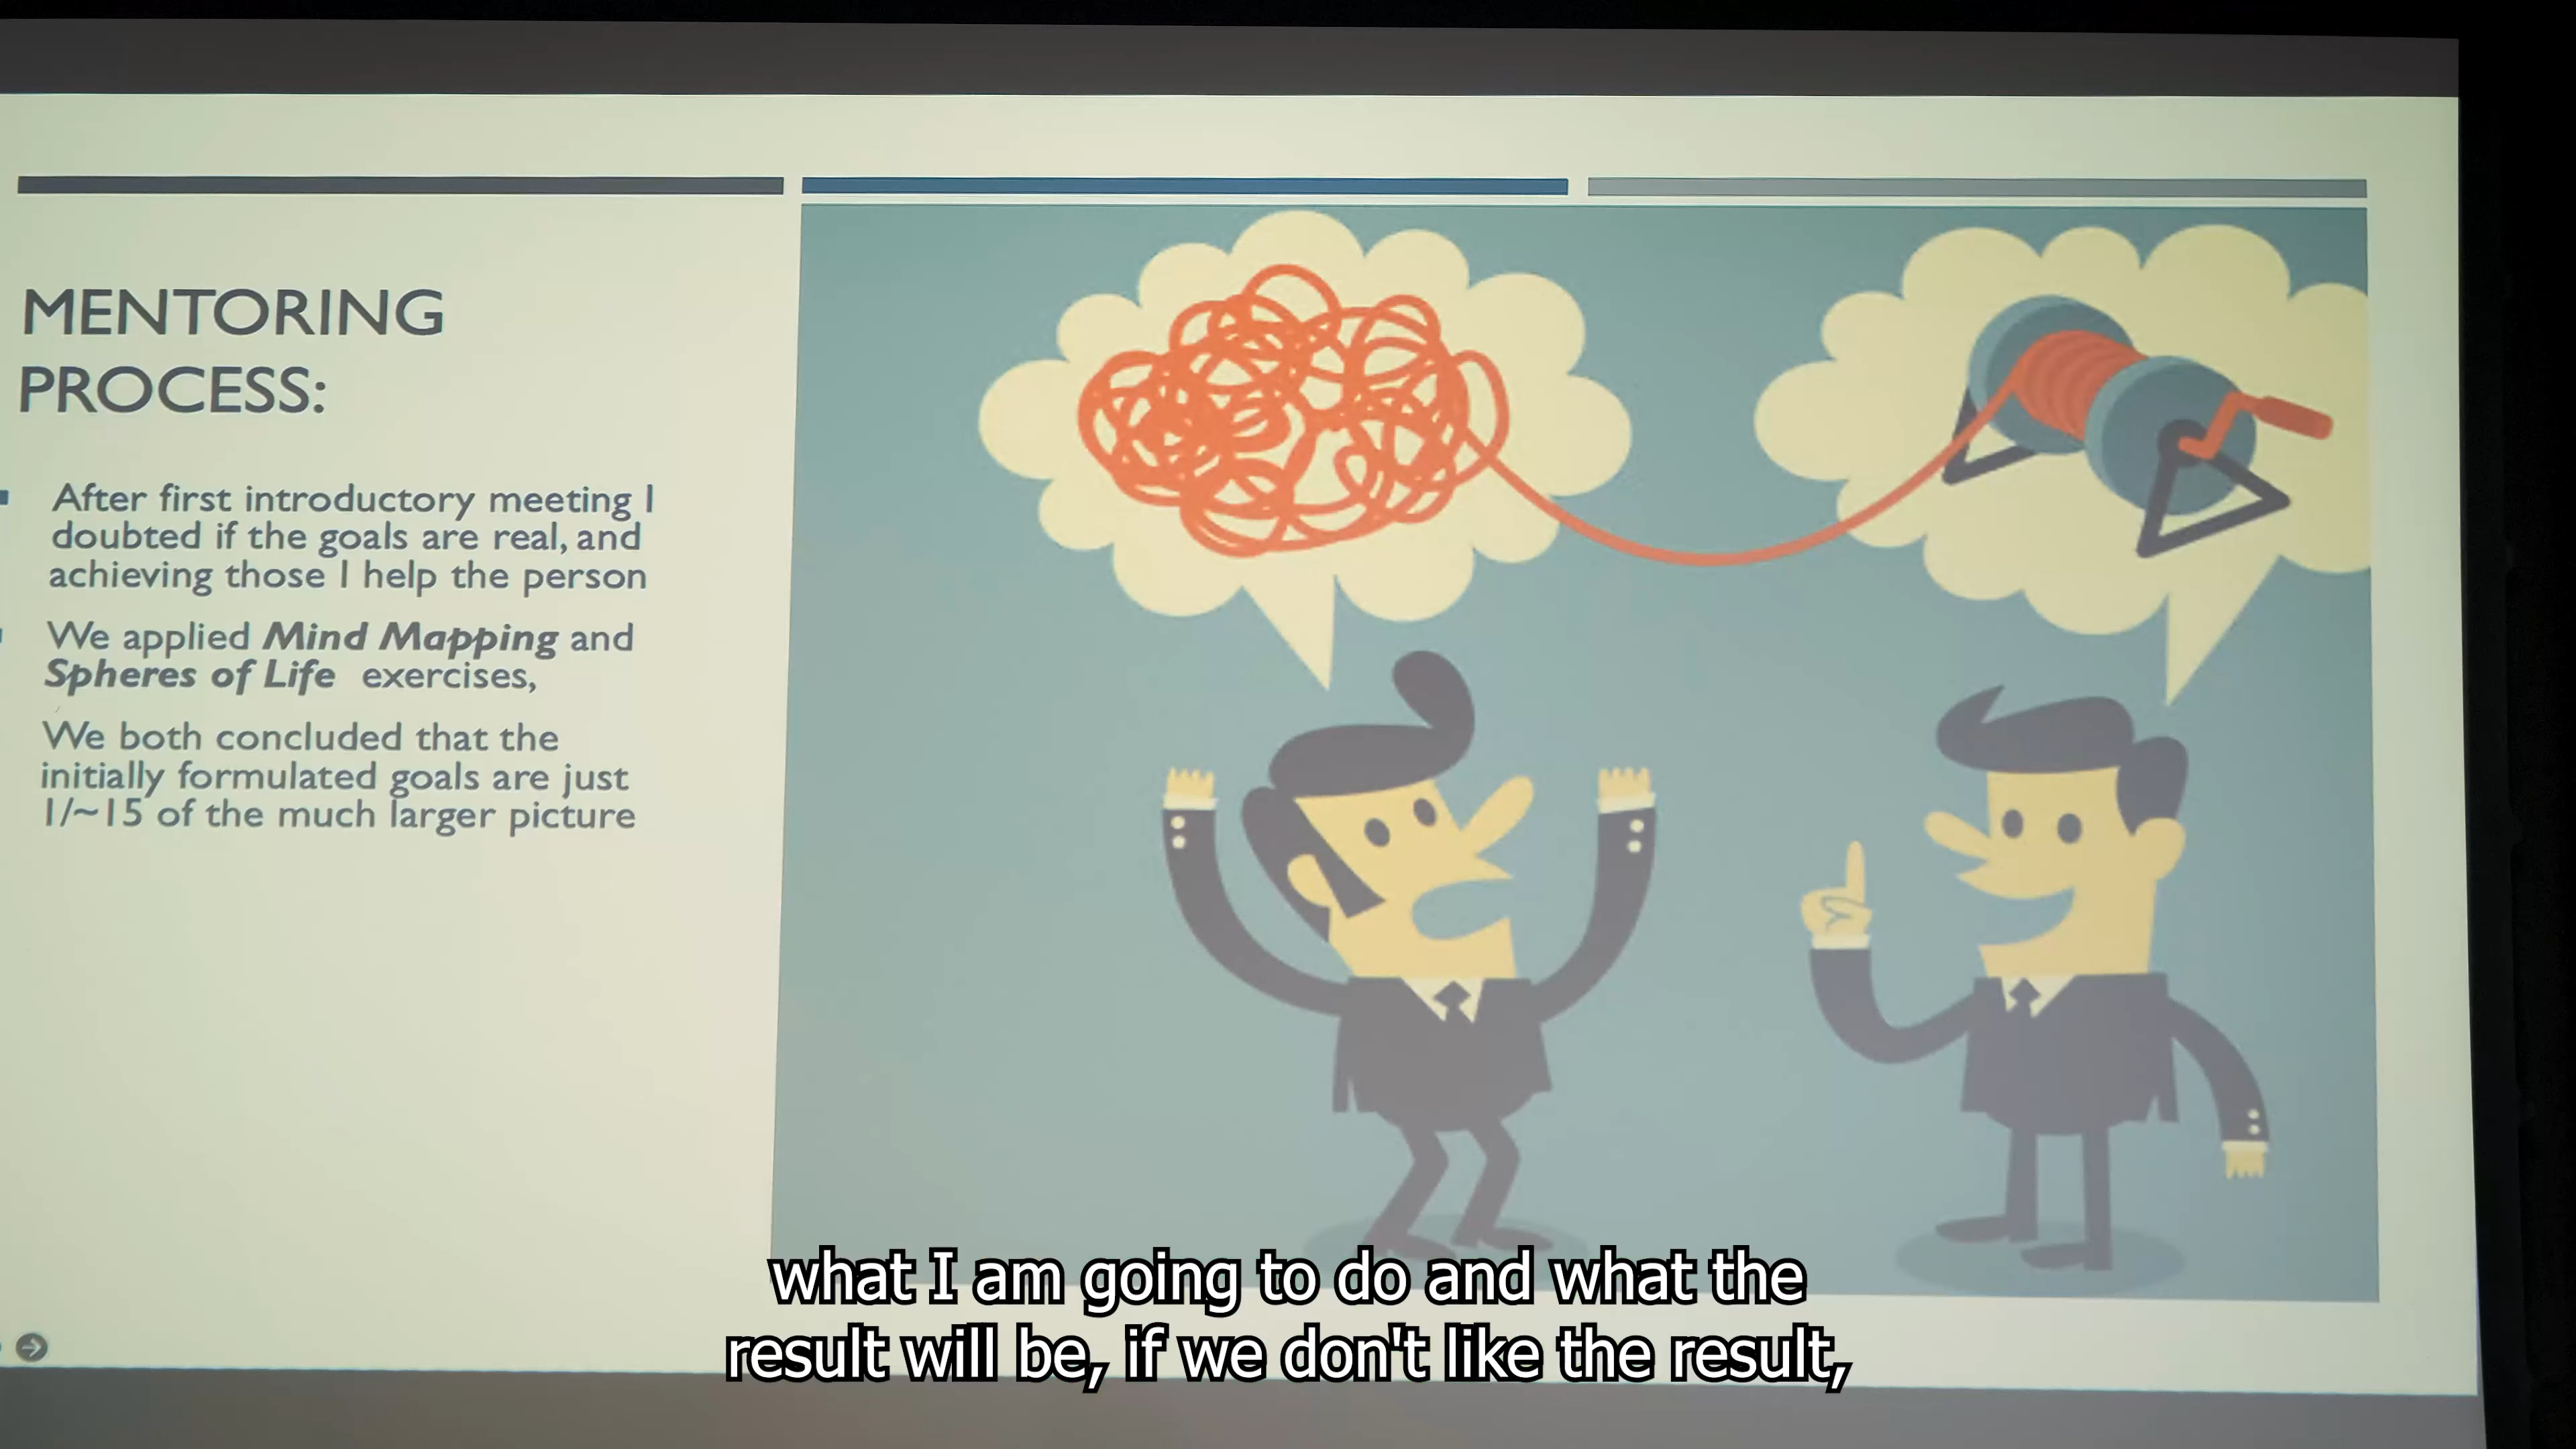 MENTORING
PROCESS:
After first introductory meeting I
doubted if the goals are real, and
achieving those I help the person
We applied Mind Mapping and
Spheres of Life exercises,
We both concluded that the
initially formulated goals are just
1/~15 of the much larger picture
what I am going to do and what the
result will be, if we don't like the result,